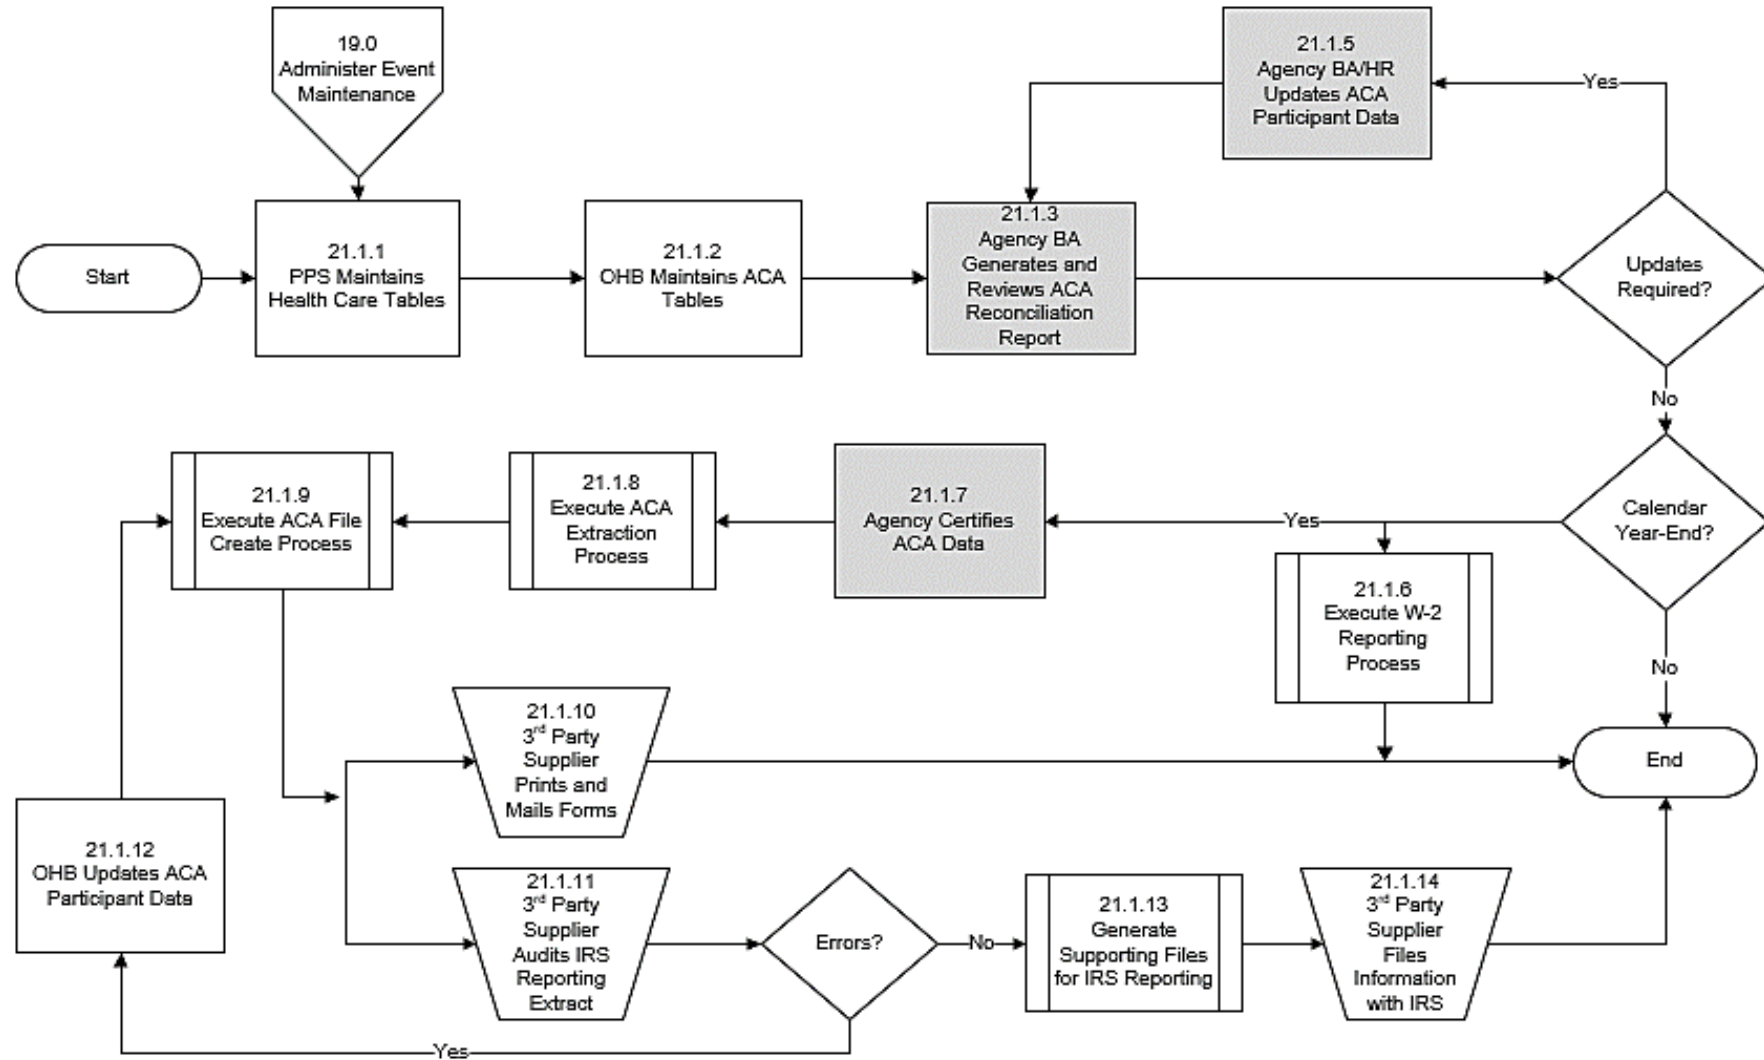 19.0
Administer Event
Maintenance
21.1.5
Agency BA/HR
Updates ACA
Participant Data
Yes
Start
21.1.1
PPS Maintains
Health Care Tables
21.1.2
OHB Maintains ACA
Tables
21.1.3
Agency BA
Generates and
Reviews ACA
Reconciliation
Report
Updates
Required?
No
21.1.9
Execute ACA File
Create Process
21.1.8
Execute ACA
Extraction
Process
21.1.7
Agency Certifies
ACA Data
Yes
Calendar
Year-End?
21.1.6
Execute W-2
Reporting
Process
No
21.1.10
3rd Party
Supplier
Prints and
Mails Forms
End
21.1.12
OHB Updates ACA
Participant Data
21.1.11
3rd Party
Supplier
Audits IRS
Reporting
Extract
Errors?
No
21.1.13
Generate
Supporting Files
for IRS Reporting
21.1.14
3rd Party
Supplier
Files
Information
with IRS
Yes